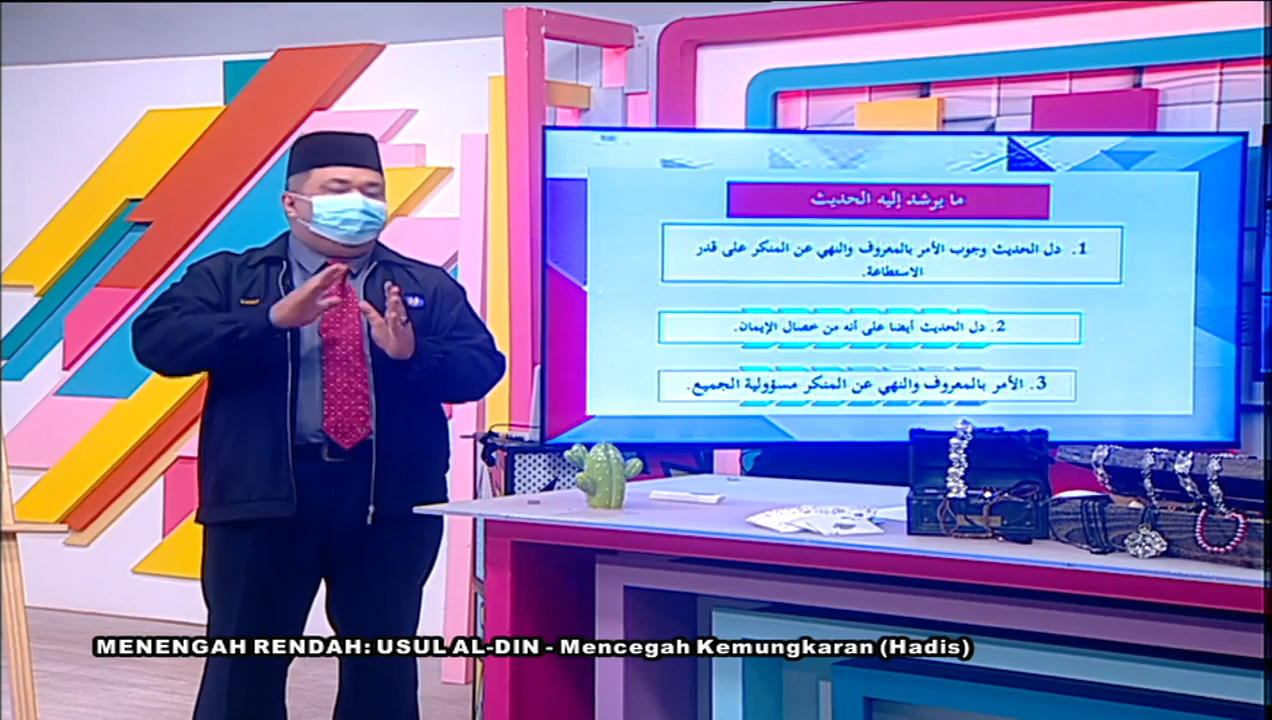 ما يرشد إليه الحديث
1. دل الحديث وجوب الأمر بالمعروف والنهي عن المنكر على قدر
الاستطاعة.
2. دل الحديث أيضا على أنه من خصال الإيمان.
3. الأمر بالمعروف والنهي عن المنكر مسؤولية الجميع.
MENENGAH RENDAH: USUL AL-DIN - Mencegah Kemungkaran (Hadis)